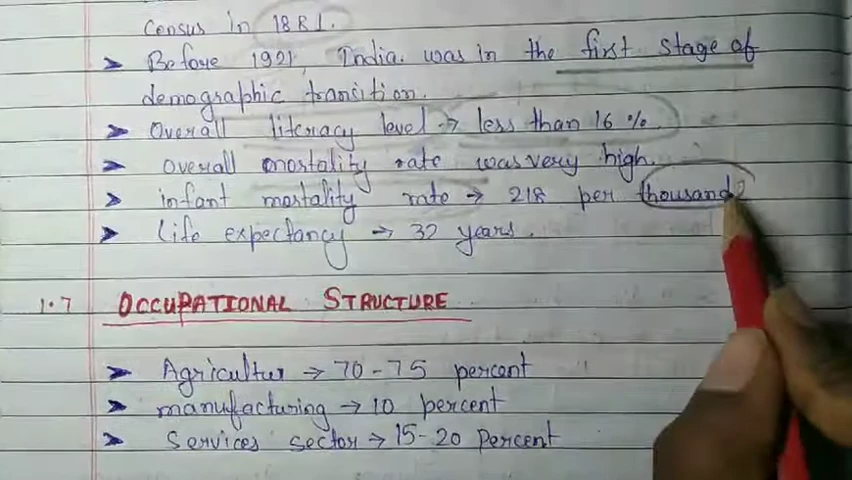 Census in 1881.
➤ Before 1921, India was in the first stage of
demographic transition.
➤ Overall literacy level → less than 16 %.
➤ overall mortality rate was very high.
➤ infant mortality rate → 218 per thousand
➤ Life expectancy → 32 years.
1.7 OCCUPATIONAL STRUCTURE
➤ Agricultur → 70-75 percent
➤ manufacturing → 10 percent
➤ Services sector → 15-20 Percent